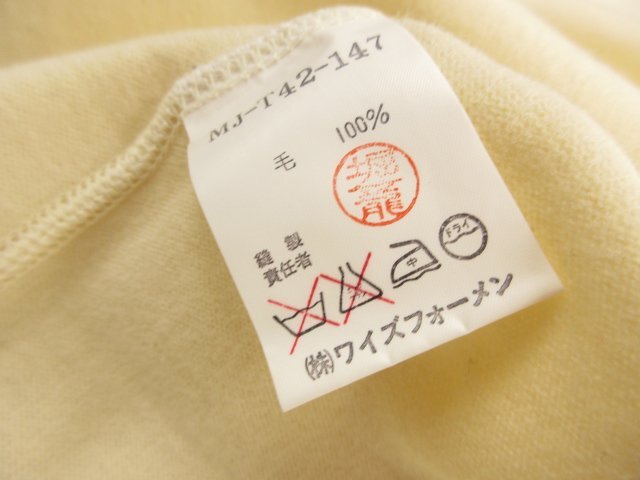 MJ-T42-147
毛 100%
縫製
責任者
中
ドライ
㈱ワイズフォーメン